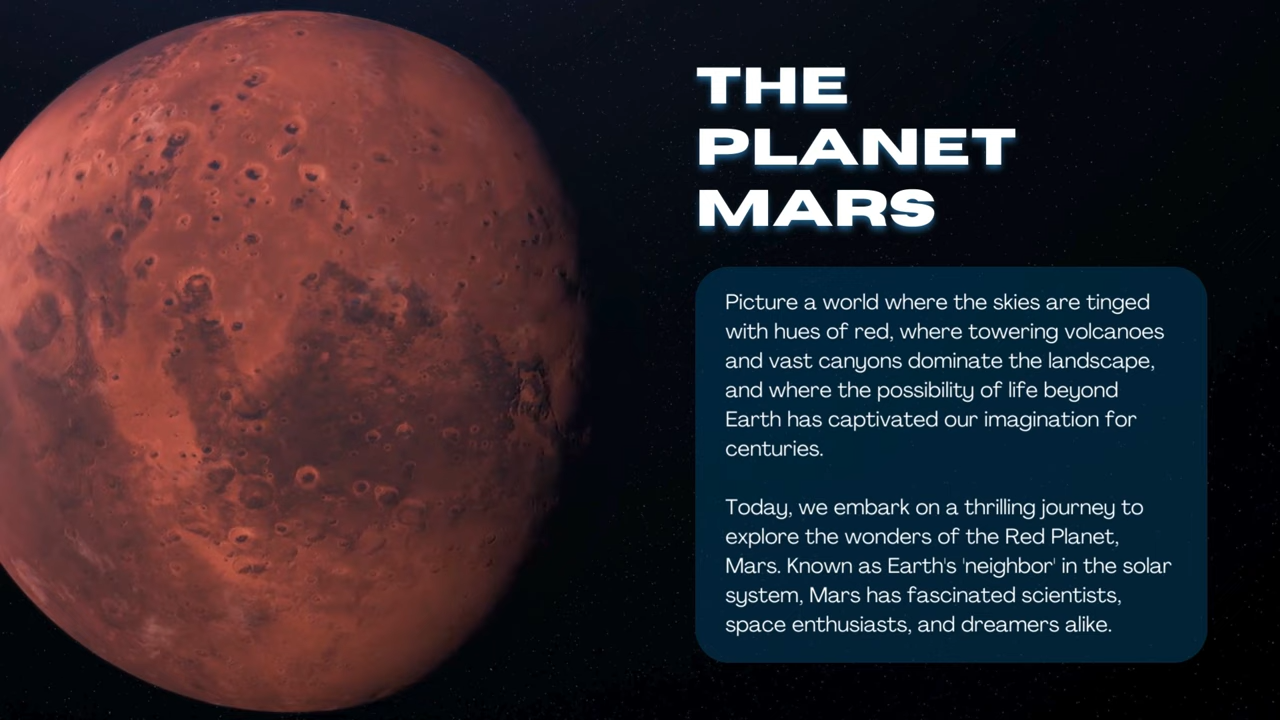 THE
PLANET
MARS
Picture a world where the skies are tinged
with hues of red, where towering volcanoes
and vast canyons dominate the landscape,
and where the possibility of life beyond
Earth has captivated our imagination for
centuries.
Today, we embark on a thrilling journey to
explore the wonders of the Red Planet,
Mars. Known as Earth's 'neighbor' in the solar
system, Mars has fascinated scientists,
space enthusiasts, and dreamers alike.